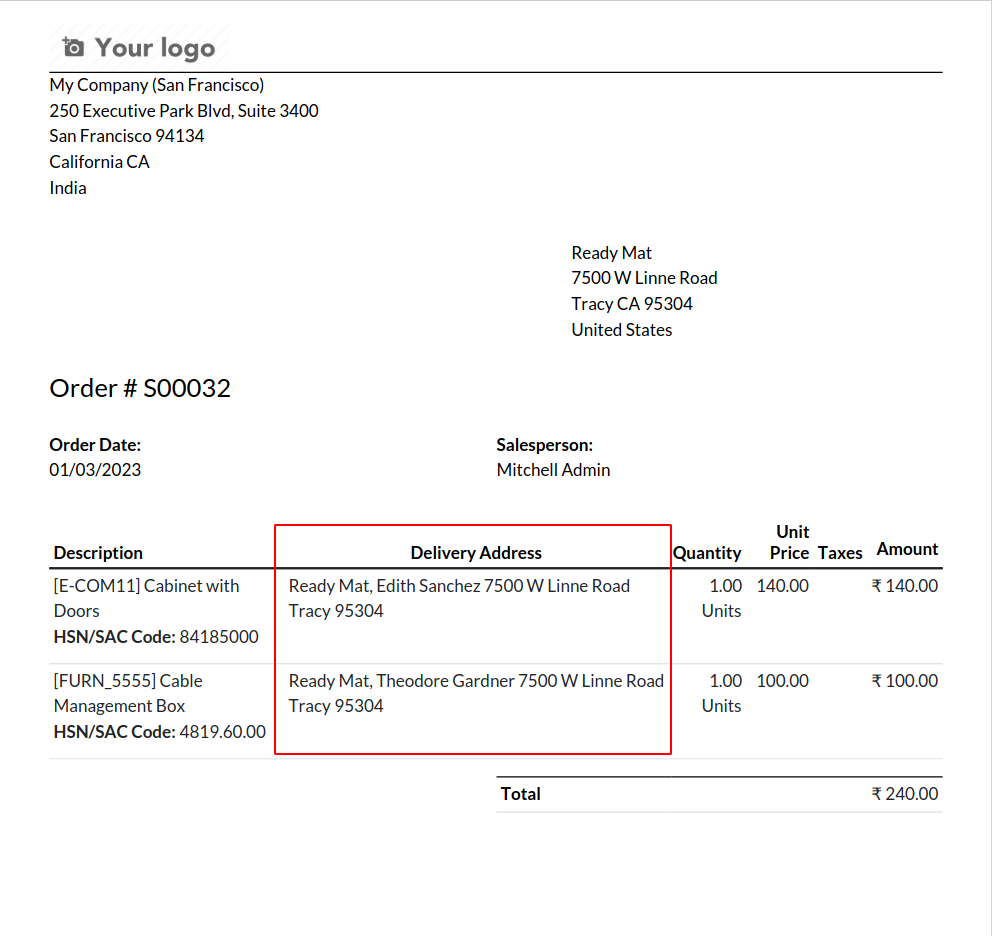 Your logo
My Company (San Francisco)
250 Executive Park Blvd, Suite 3400
San Francisco 94134
California CA
India
Ready Mat
7500 W Linne Road
Tracy CA 95304
United States
Order # S00032
Order Date: Salesperson:
01/03/2023 Mitchell Admin
Description Delivery Address Quantity Unit Price Taxes Amount
[E-COM11] Cabinet with Ready Mat, Edith Sanchez 7500 W Linne Road 1.00 140.00 ₹ 140.00
Doors Tracy 95304 Units
HSN/SAC Code: 84185000
[FURN_5555] Cable Ready Mat, Theodore Gardner 7500 W Linne Road 1.00 100.00 ₹ 100.00
Management Box Tracy 95304 Units
HSN/SAC Code: 4819.60.00
Total ₹ 240.00